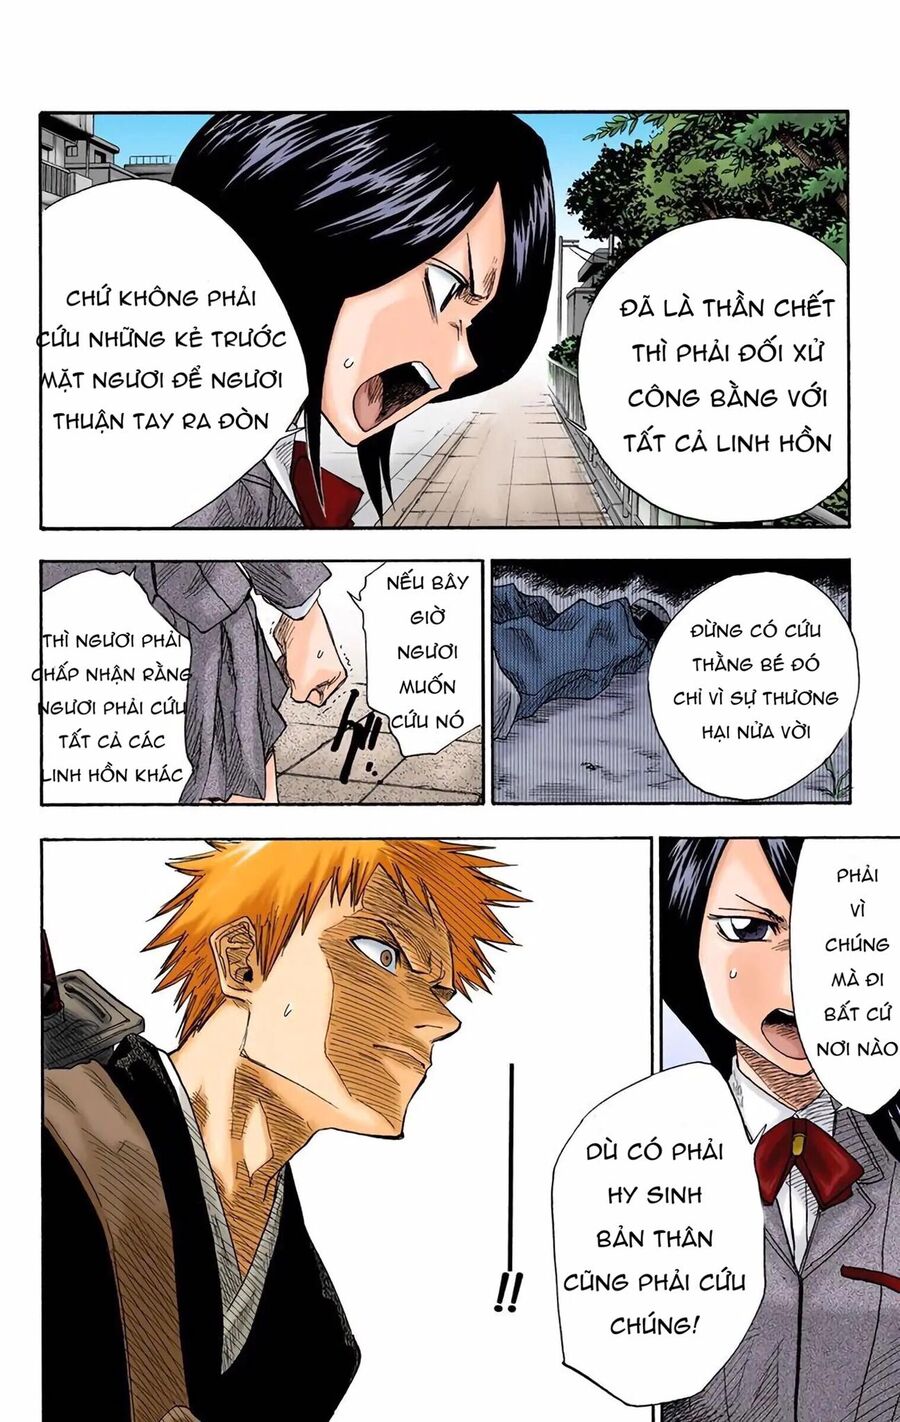 ĐÃ LÀ THẦN CHẾT
THÌ PHẢI ĐỐI XỬ
CÔNG BẰNG VỚI
TẤT CẢ LINH HỒN
CHỨ KHÔNG PHẢI
CỨU NHỮNG KẺ TRƯỚC
MẶT NGƯƠI ĐỂ NGƯƠI
THUẬN TAY RA ĐÒN
ĐỪNG CÓ CỨU
THẰNG BÉ ĐÓ
CHỈ VÌ SỰ THƯƠNG
HẠI NỬA VỜI
NẾU BÂY
GIỜ
NGƯƠI
MUỐN
CỨU NÓ
THÌ NGƯƠI PHẢI
CHẤP NHẬN RẰNG
NGƯƠI PHẢI CỨU
TẤT CẢ CÁC
LINH HỒN KHÁC
PHẢI
VÌ
CHÚNG
MÀ ĐI
BẤT CỨ
NƠI NÀO
DÙ CÓ PHẢI
HY SINH
BẢN THÂN
CŨNG PHẢI CỨU
CHÚNG!
!!